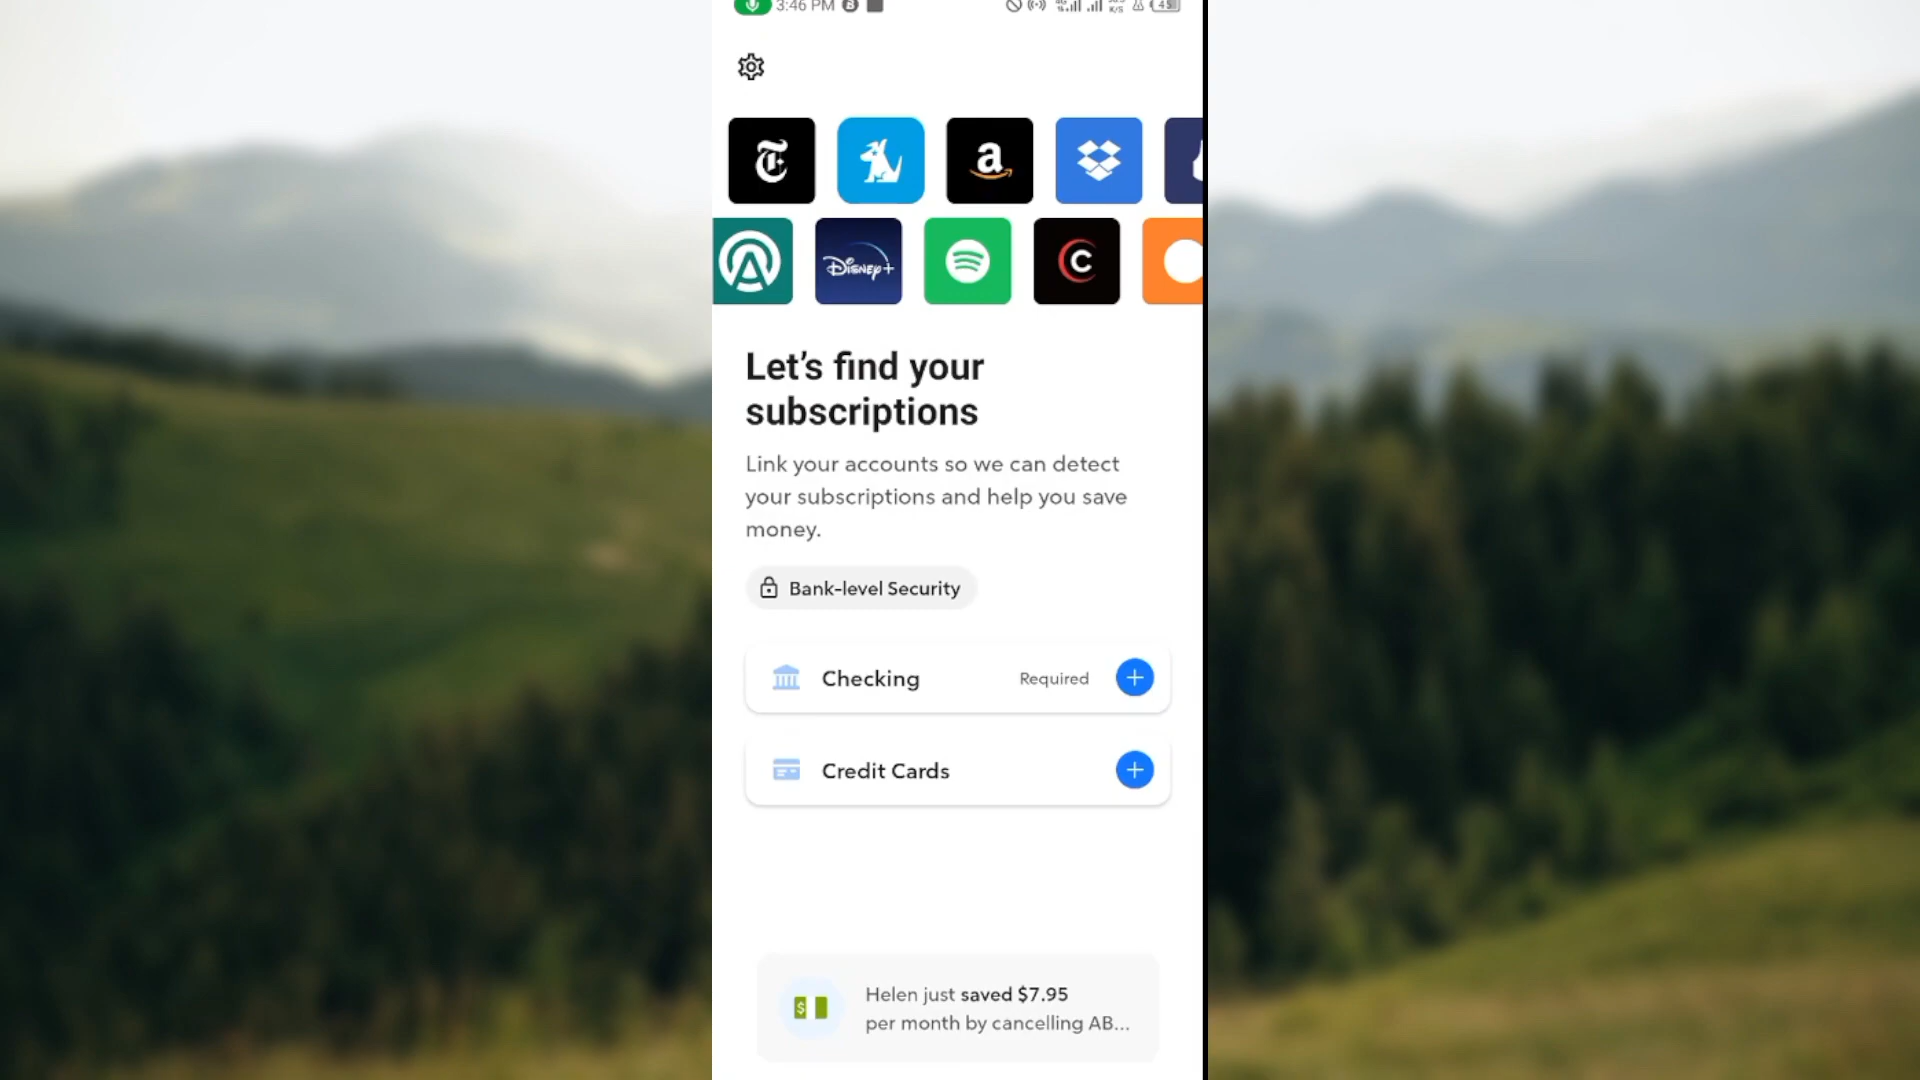 3:46 PM
a
Disney+
C
Let's find your
subscriptions
Link your accounts so we can detect
your subscriptions and help you save
money.
Bank-level Security
Checking Required
Credit Cards
Helen just saved $7.95
per month by cancelling AB...